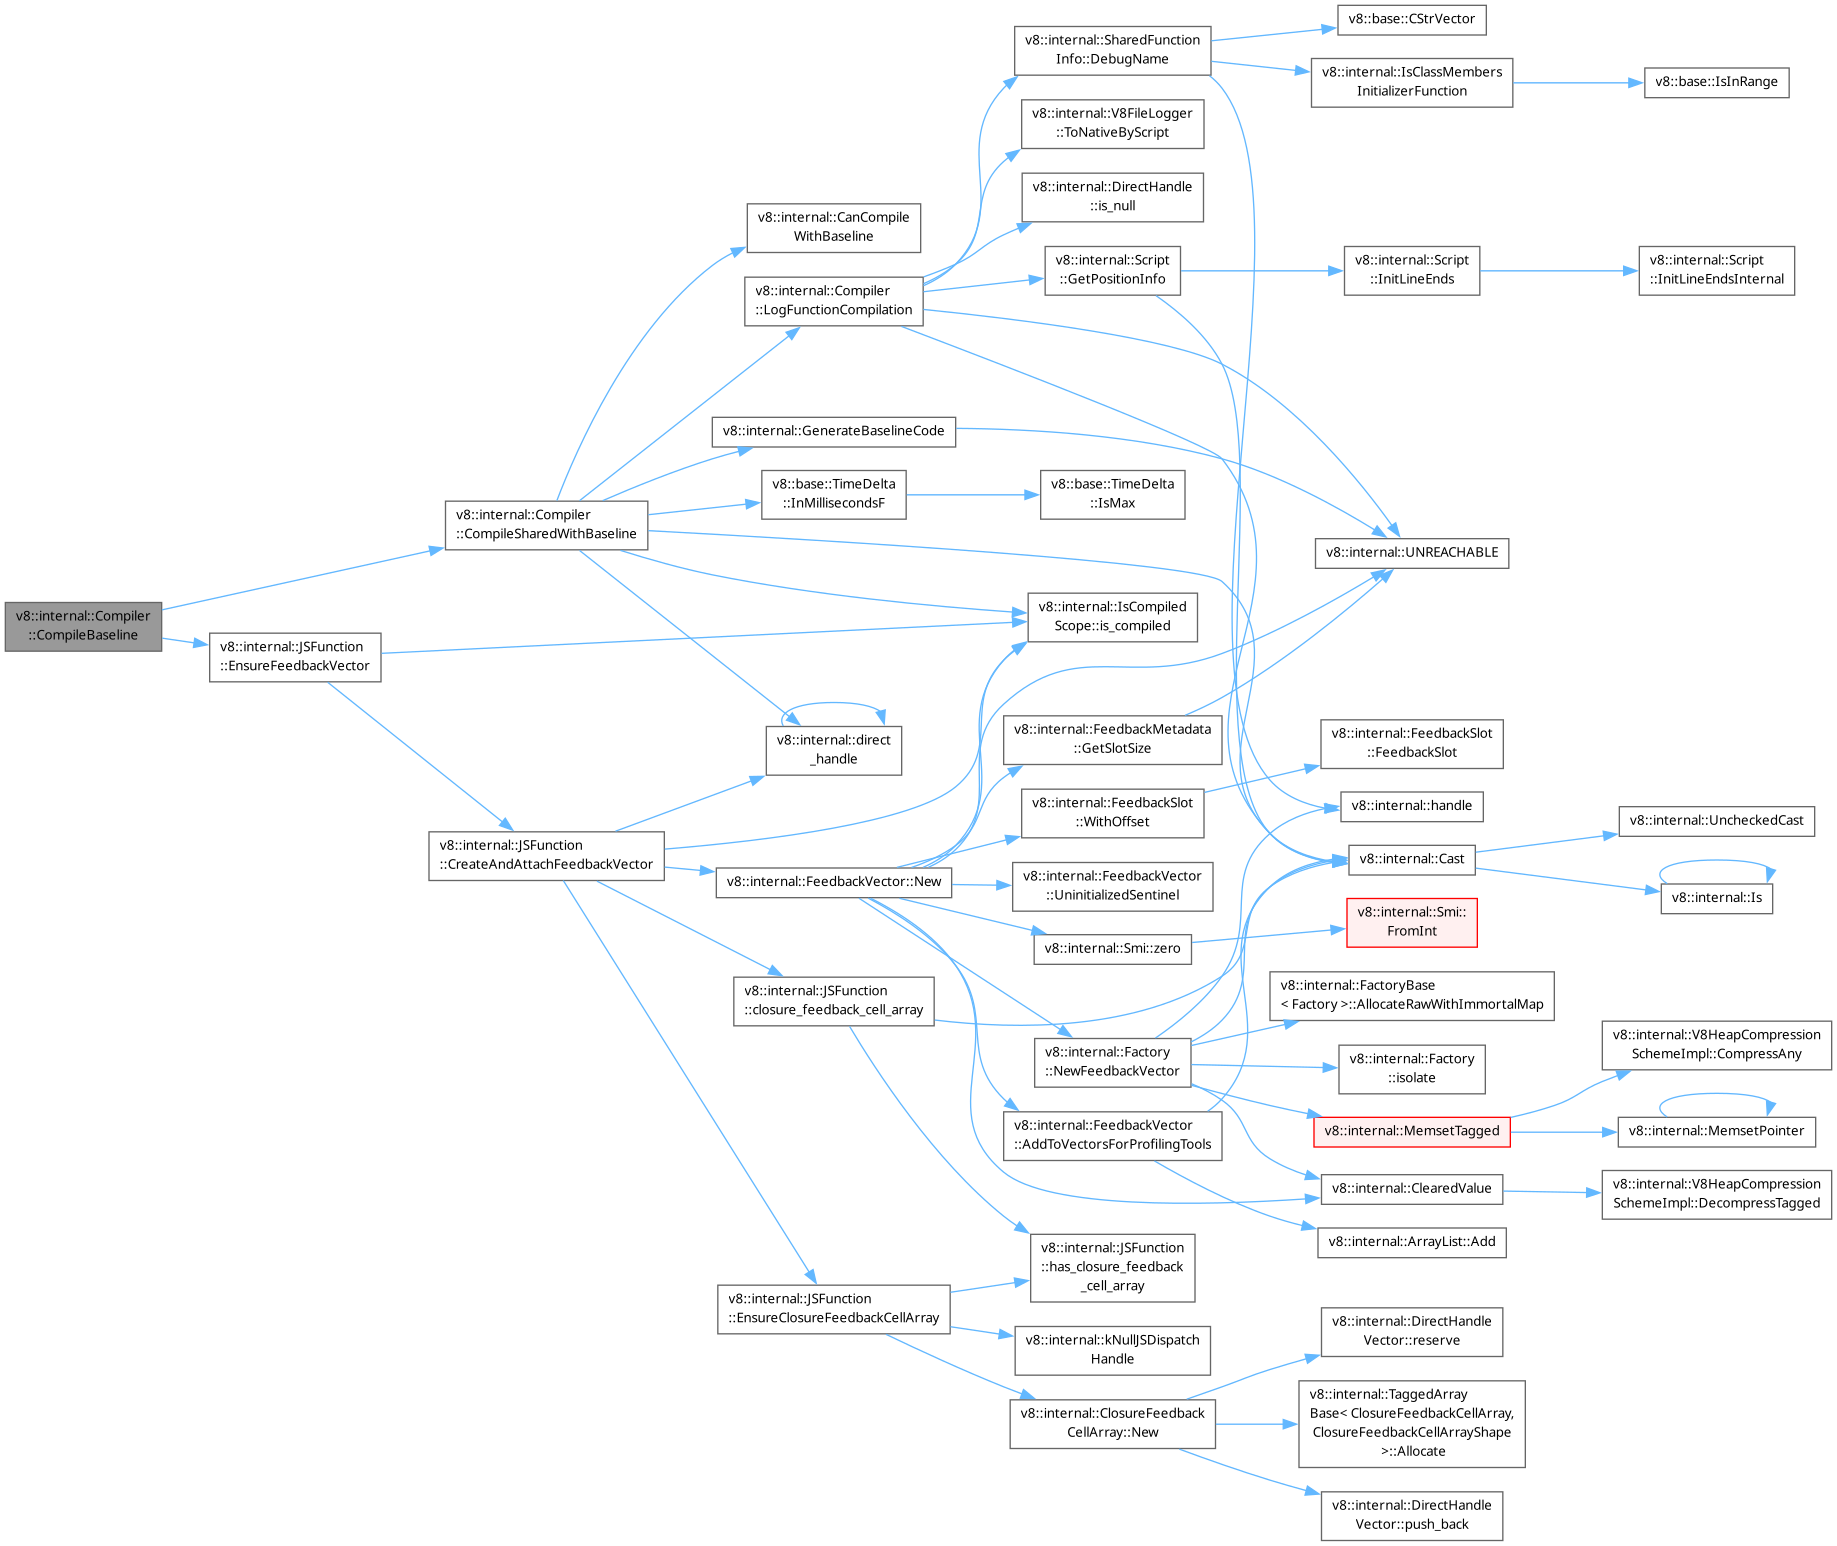 v8::internal::Compiler
::CompileBaseline
v8::internal::Compiler
::CompileSharedWithBaseline
v8::internal::JSFunction
::EnsureFeedbackVector
v8::internal::JSFunction
::CreateAndAttachFeedbackVector
v8::internal::CanCompile
WithBaseline
v8::internal::Compiler
::LogFunctionCompilation
v8::internal::GenerateBaselineCode
v8::base::TimeDelta
::InMillisecondsF
v8::internal::direct
_handle
v8::internal::FeedbackVector::New
v8::internal::JSFunction
::closure_feedback_cell_array
v8::internal::JSFunction
::EnsureClosureFeedbackCellArray
v8::internal::SharedFunction
Info::DebugName
v8::internal::V8FileLogger
::ToNativeByScript
v8::internal::DirectHandle
::is_null
v8::internal::Script
::GetPositionInfo
v8::base::TimeDelta
::IsMax
v8::internal::IsCompiled
Scope::is_compiled
v8::internal::FeedbackMetadata
::GetSlotSize
v8::internal::FeedbackSlot
::WithOffset
v8::internal::FeedbackVector
::UninitializedSentinel
v8::internal::Smi::zero
v8::internal::Factory
::NewFeedbackVector
v8::internal::FeedbackVector
::AddToVectorsForProfilingTools
v8::internal::JSFunction
::has_closure_feedback
_cell_array
v8::internal::kNullJSDispatch
Handle
v8::internal::ClosureFeedback
CellArray::New
v8::base::CStrVector
v8::internal::IsClassMembers
InitializerFunction
v8::internal::Script
::InitLineEnds
v8::internal::UNREACHABLE
v8::internal::FeedbackSlot
::FeedbackSlot
v8::internal::handle
v8::internal::Cast
v8::internal::Smi::
FromInt
v8::internal::FactoryBase
< Factory >::AllocateRawWithImmortalMap
v8::internal::Factory
::isolate
v8::internal::MemsetTagged
v8::internal::ClearedValue
v8::internal::ArrayList::Add
v8::internal::DirectHandle
Vector::reserve
v8::internal::TaggedArray
Base< ClosureFeedbackCellArray,
ClosureFeedbackCellArrayShape
>::Allocate
v8::internal::DirectHandle
Vector::push_back
v8::base::IsInRange
v8::internal::Script
::InitLineEndsInternal
v8::internal::UncheckedCast
v8::internal::Is
v8::internal::V8HeapCompression
SchemeImpl::CompressAny
v8::internal::MemsetPointer
v8::internal::V8HeapCompression
SchemeImpl::DecompressTagged